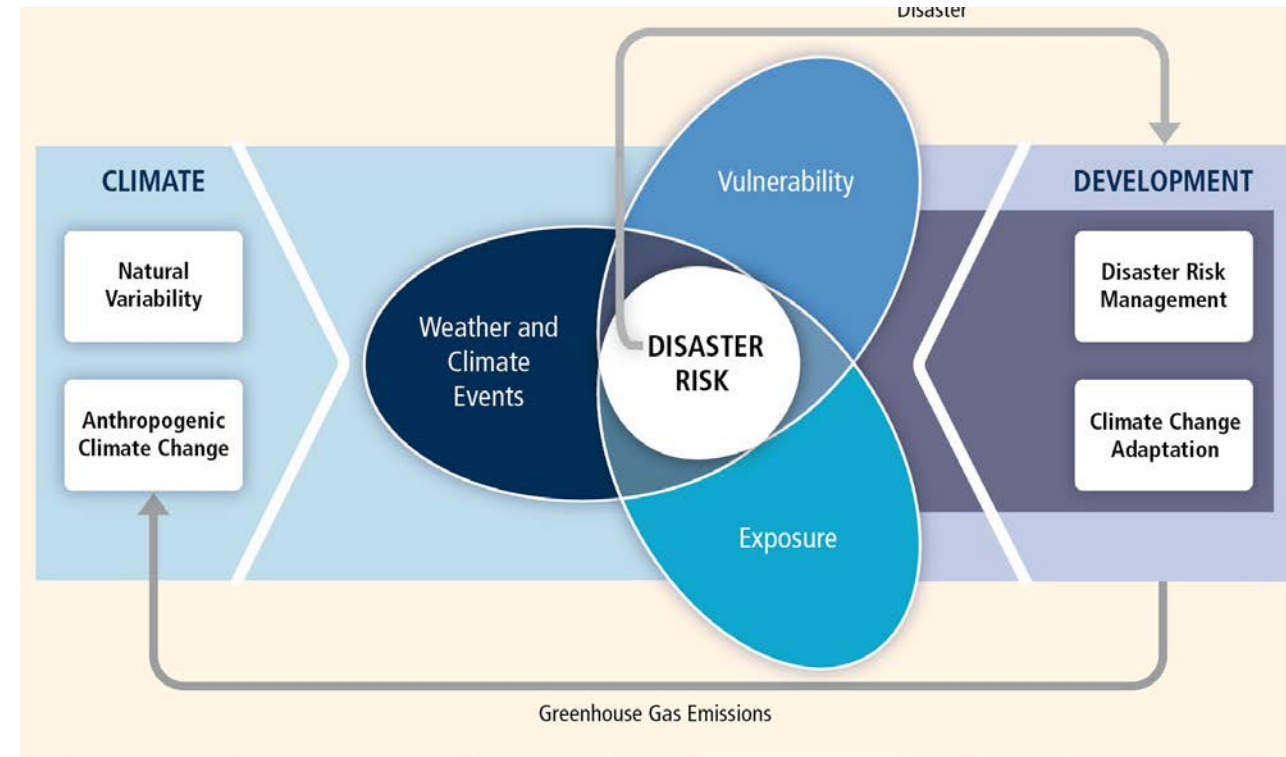 Disaster
CLIMATE
Natural
Variability
Anthropogenic
Climate Change
Weather and
Climate
Events
Vulnerability
DISASTER
RISK
Exposure
DEVELOPMENT
Disaster Risk
Management
Climate Change
Adaptation
Greenhouse Gas Emissions